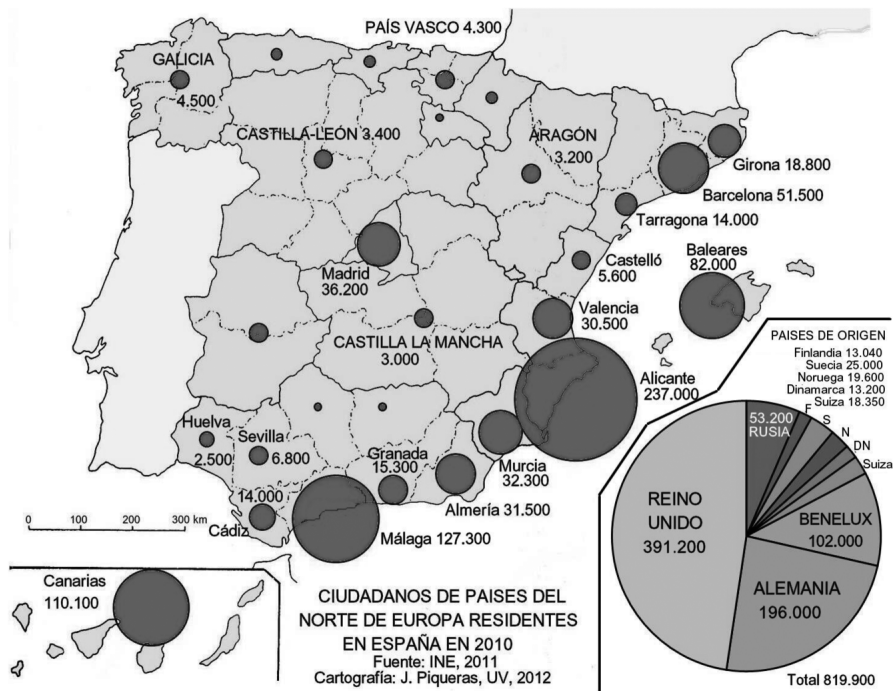 PAÍS VASCO 4.300
GALICIA
4.500
CASTILLA-LEÓN 3.400
ARAGÓN
3.200
Girona 18.800
Barcelona 51.500
Tarragona 14.000
Madrid
36.200
Castelló
5.600
Baleares
82.000
Valencia
30.500
CASTILLA LA MANCHA
3.000
Alicante
237.000
Huelva
2.500
Sevilla
6.800
Granada
15.300
Murcia
32.300
Almería 31.500
14.000
Cádiz
Málaga 127.300
0 100 200 300 km
Canarias
110.100
CIUDADANOS DE PAISES DEL
NORTE DE EUROPA RESIDENTES
EN ESPAÑA EN 2010
Fuente: INE, 2011
Cartografía: J. Piqueras, UV, 2012
PAISES DE ORIGEN
Finlandia 13.040
Suecia 25.000
Noruega 19.600
Dinamarca 13.200
Suiza 18.350
53.200
RUSIA
F
S
N
DN
Suiza
REINO
UNIDO
391.200
BENELUX
102.000
ALEMANIA
196.000
Total 819.900